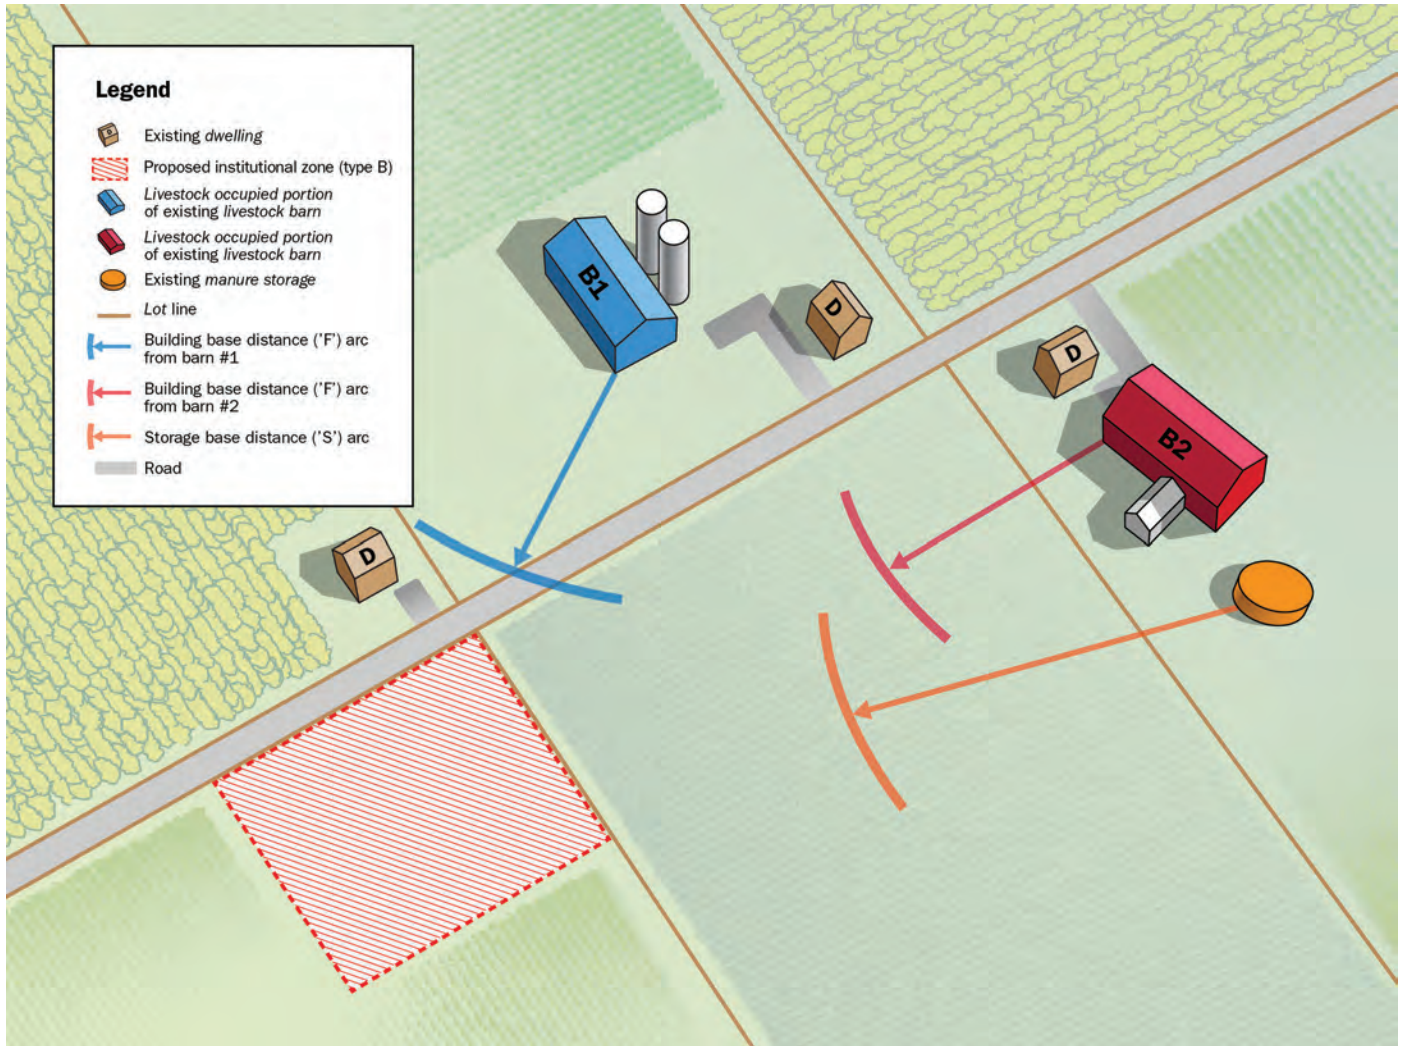 Legend
D
Existing dwelling
Proposed institutional zone (type B)
Livestock occupied portion
of existing livestock barn
Livestock occupied portion
of existing livestock barn
Existing manure storage
Lot line
Building base distance ('F') arc
from barn #1
Building base distance ('F') arc
from barn #2
Storage base distance ('S') arc
Road
B1
D
D
B2
D